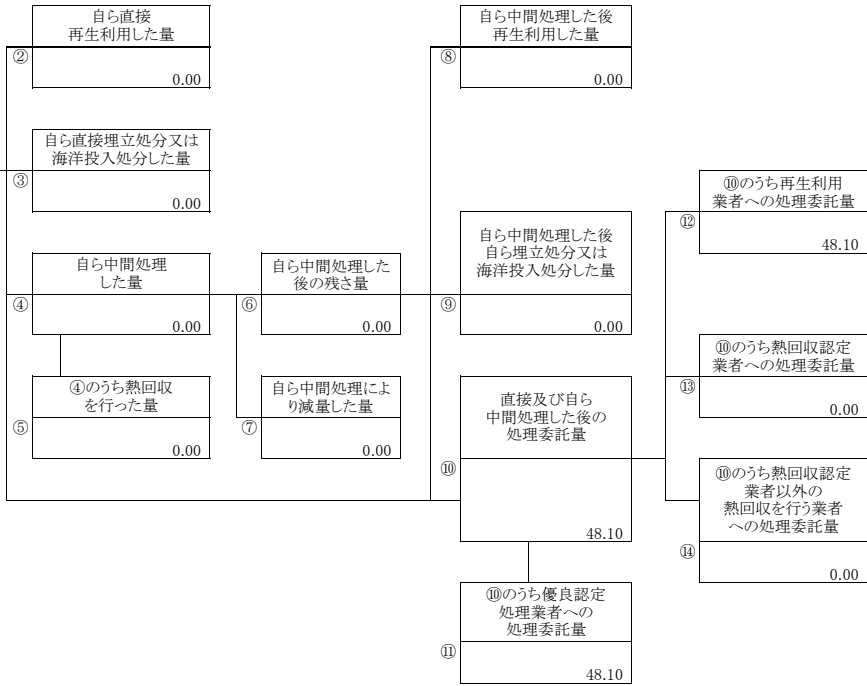 自ら直接
再生利用した量
②
0.00
自ら直接埋立処分又は
海洋投入処分した量
③
0.00
自ら中間処理
した量
④
0.00
④のうち熱回収
を行った量
⑤
0.00
自ら中間処理した
後の残さ量
⑥
0.00
自ら中間処理によ
り減量した量
⑦
0.00
自ら中間処理した後
再生利用した量
⑧
0.00
自ら中間処理した後
自ら埋立処分又は
海洋投入処分した量
⑨
0.00
直接及び自ら
中間処理した後の
処理委託量
⑩
48.10
⑩のうち優良認定
処理業者への
処理委託量
⑪
48.10
⑩のうち再生利用
業者への処理委託量
⑫
48.10
⑩のうち熱回収認定
業者への処理委託量
⑬
0.00
⑩のうち熱回収認定
業者以外の
熱回収を行う業者
への処理委託量
⑭
0.00